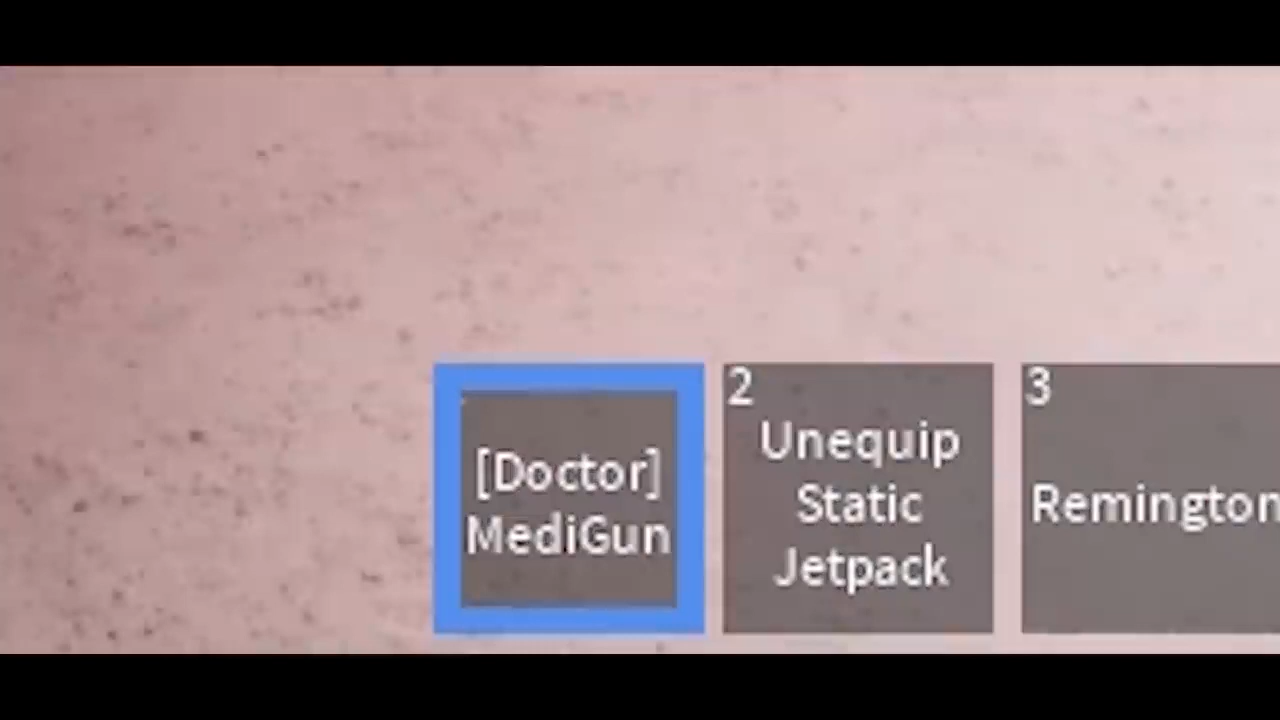 [Doctor]
MediGun
2
Unequip
Static
Jetpack
3
Remington